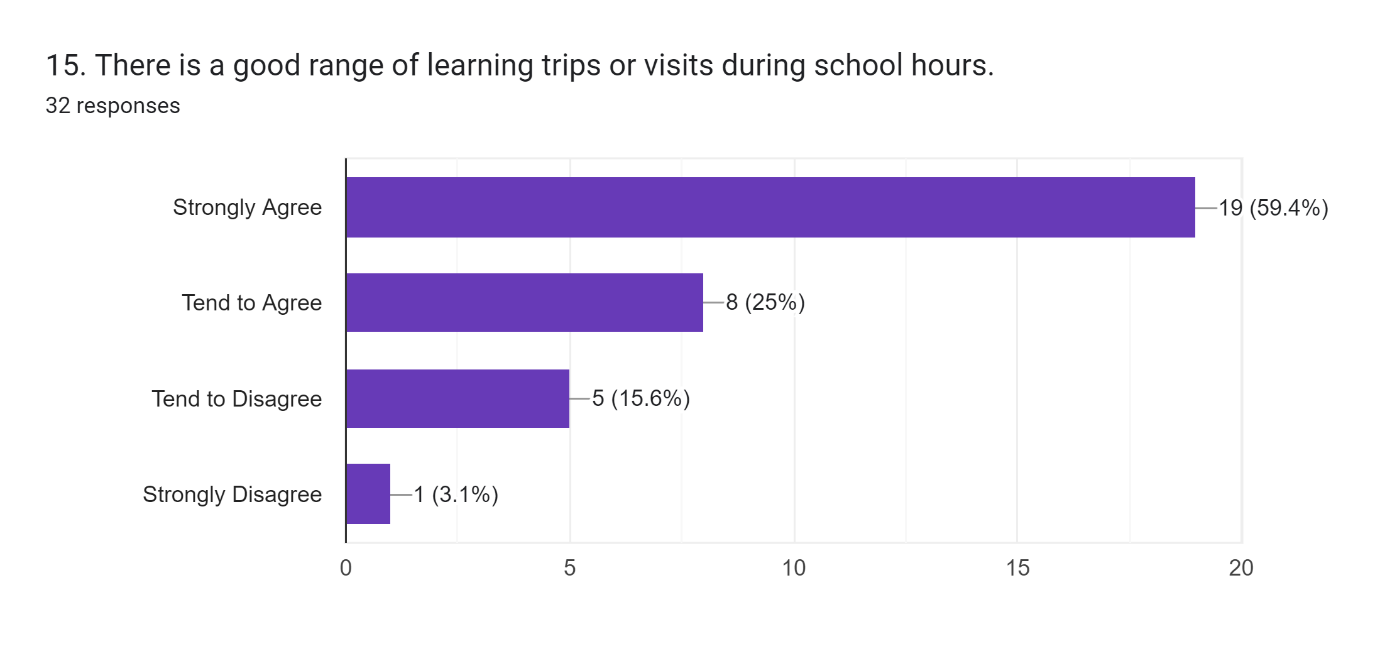 15. There is a good range of learning trips or visits during school hours.
32 responses
Strongly Agree 19 (59.4%)
Tend to Agree 8 (25%)
Tend to Disagree 5 (15.6%)
Strongly Disagree 1 (3.1%)
0 5 10 15 20